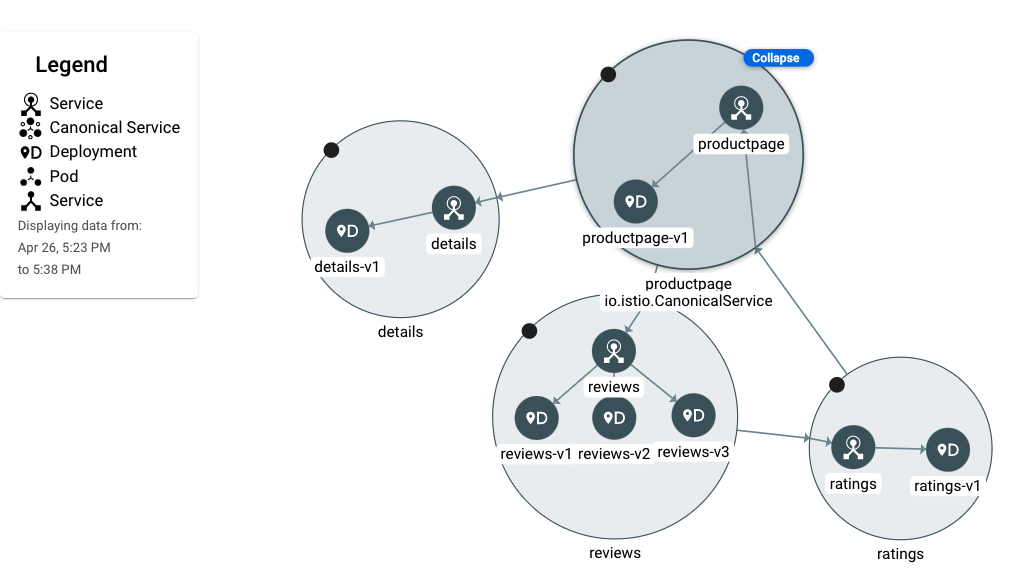 Legend
Service
Canonical Service
D Deployment
Pod
Service
Displaying data from:
Apr 26, 5:23 PM
to 5:38 PM
Collapse
productpage
D
productpage-v1
productpage
io.istio.CanonicalService
details
D
details-v1
details
reviews
D
D
D
reviews-v1
reviews-v2
reviews-v3
reviews
ratings
D
ratings-v1
ratings